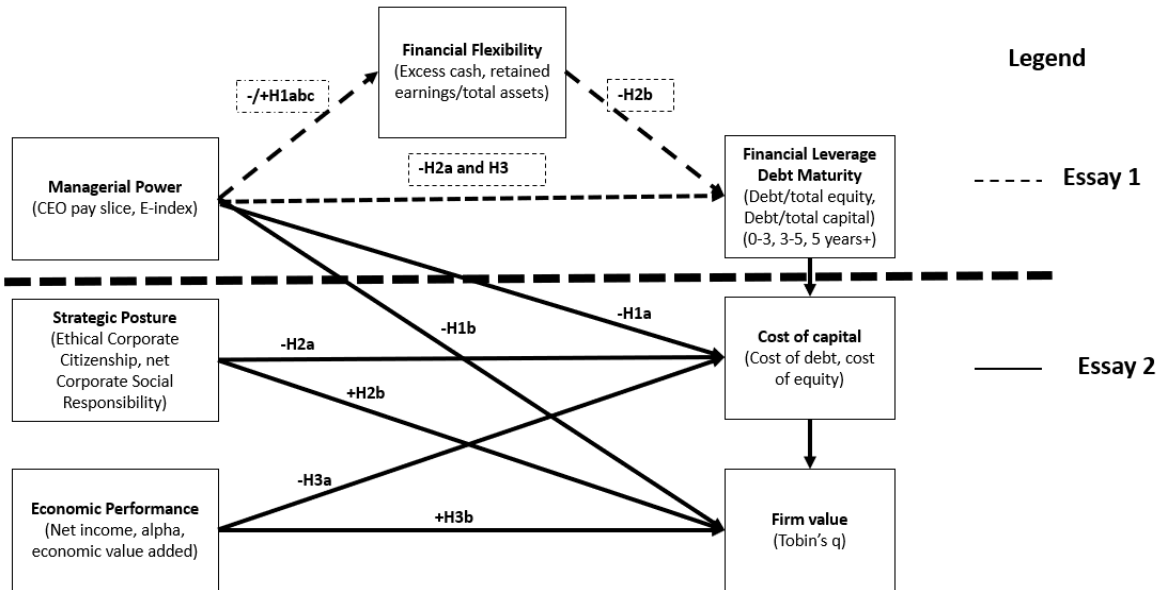 Financial Flexibility
(Excess cash, retained
earnings/total assets)
Legend
-/+H1abc
-H2b
Managerial Power
(CEO pay slice, E-index)
-H2a and H3
Financial Leverage
Debt Maturity
(Debt/total equity,
Debt/total capital)
(0-3, 3-5, 5 years+)
Essay 1
Strategic Posture
(Ethical Corporate
Citizenship, net
Corporate Social
Responsibility)
-H1a
-H1b
-H2a
+H2b
Cost of capital
(Cost of debt, cost
of equity)
Essay 2
Economic Performance
(Net income, alpha,
economic value added)
-H3a
+H3b
Firm value
(Tobin's q)